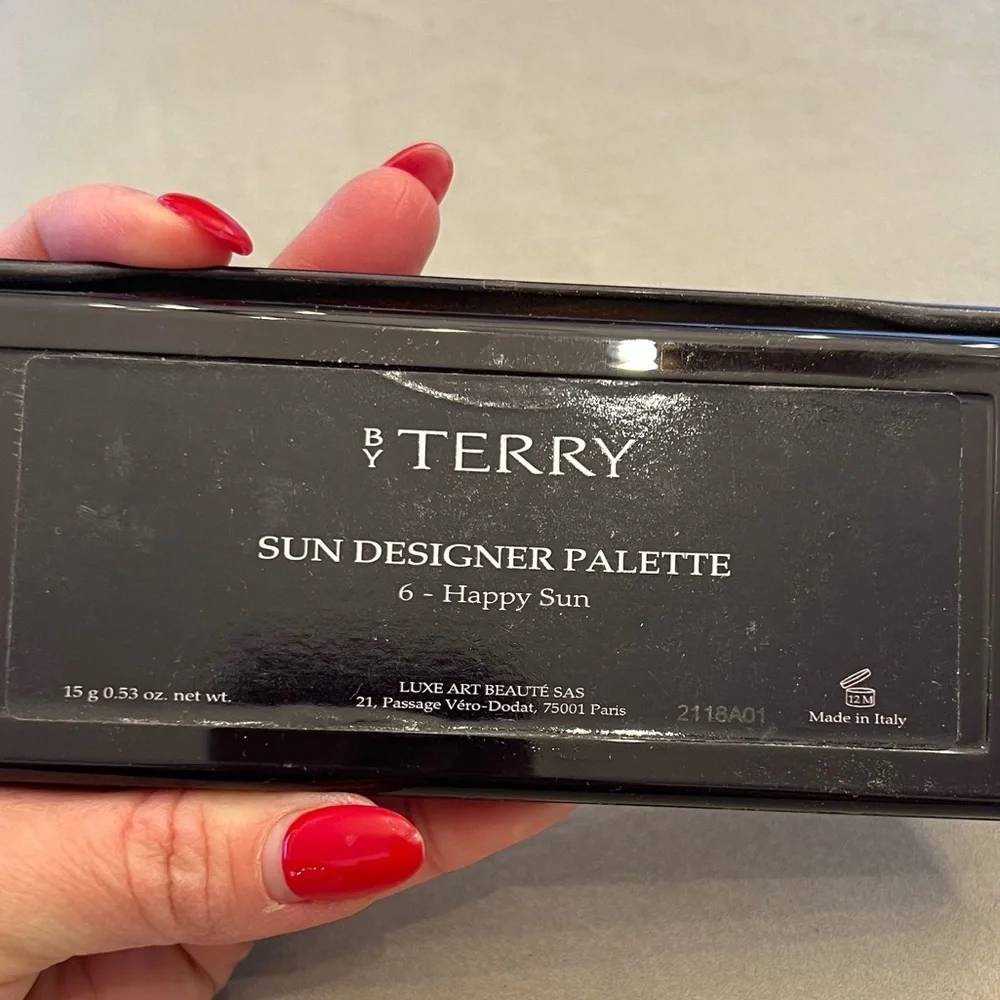 BY TERRY
SUN DESIGNER PALETTE
6 - Happy Sun
15 g 0.53 oz. net wt.
LUXE ART BEAUTÉ SAS
21, Passage Véro-Dodat, 75001 Paris
2118A01
12 M
Made in Italy